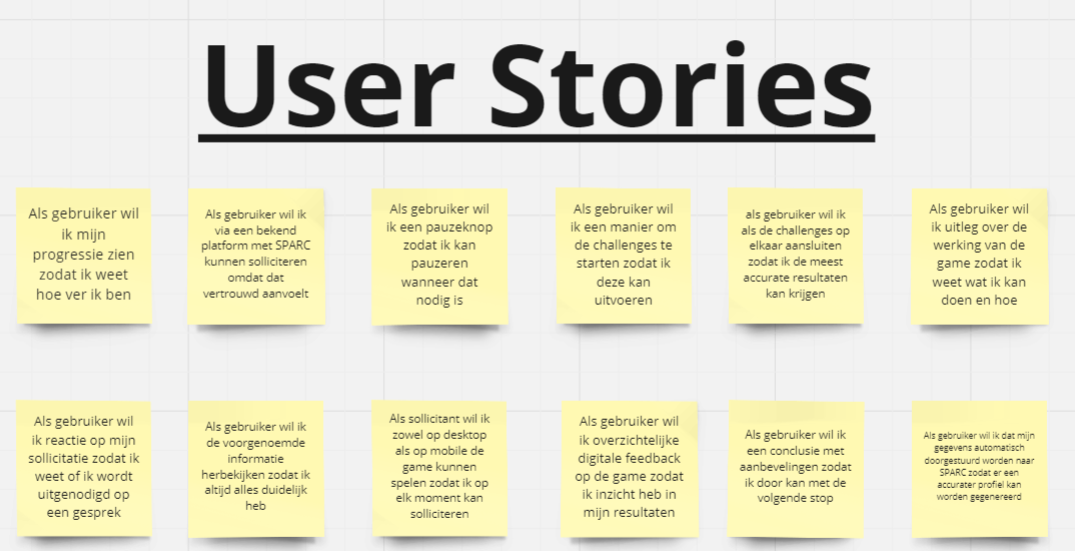 User Stories
Als gebruiker wil
ik mijn
progressie zien
zodat ik weet
hoe ver ik ben
Als gebruiker wil ik
via een bekend
platform met SPARC
kunnen solliciteren
omdat dat
vertrouwd aanvoelt
Als gebruiker wil
ik een pauzeknop
zodat ik kan
pauzeren
wanneer dat
nodig is
Als gebruiker wil
ik een manier om
de challenges te
starten zodat ik
deze kan
uitvoeren
als gebruiker wil ik
als de challenges op
elkaar aansluiten
zodat ik de meest
accurate resultaten
kan krijgen
Als gebruiker wil
ik uitleg over de
werking van de
game zodat ik
weet wat ik kan
doen en hoe
Als gebruiker wil
ik reactie op mijn
sollicitatie zodat ik
weet of ik wordt
uitgenodigd op
een gesprek
Als gebruiker wil ik
de voorgenoemde
informatie
herbekijken zodat ik
altijd alles duidelijk
heb
Als sollicitant wil ik
zowel op desktop
als op mobile de
game kunnen
spelen zodat ik op
elk moment kan
solliciteren
Als gebruiker wil
ik overzichtelijke
digitale feedback
op de game zodat
ik inzicht heb in
mijn resultaten
Als gebruiker wil ik
een conclusie met
aanbevelingen zodat
ik door kan met de
volgende stop
Als gebruiker wil ik dat mijn
gegevens automatisch
doorgestuurd worden naar
SPARC zodat er een
accurater profiel kan
worden gegenereerd